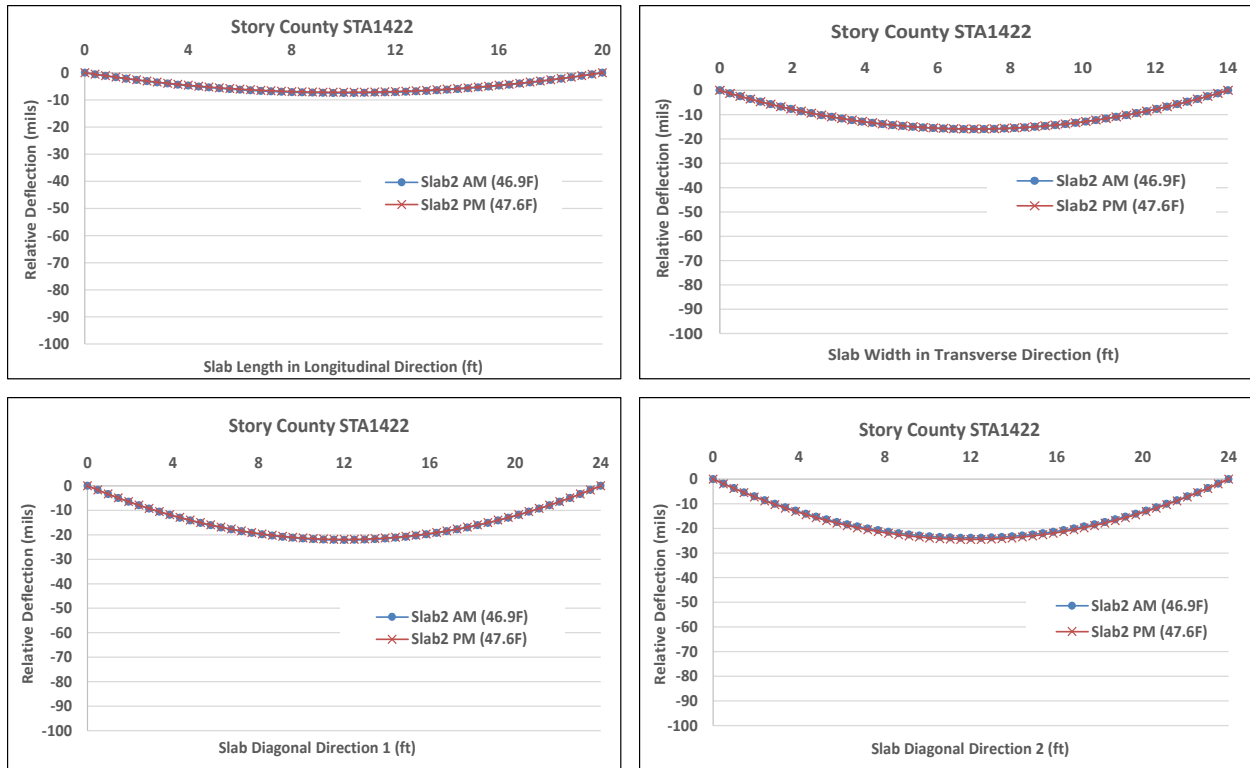 Story County STA1422
0 4 8 12 16 20
0
-10
-20
-30
-40
-50
-60
-70
-80
-90
-100
Relative Deflection (mils)
Slab2 AM (46.9F)
Slab2 PM (47.6F)
Slab Length in Longitudinal Direction (ft)
Story County STA1422
0 2 4 6 8 10 12 14
0
-10
-20
-30
-40
-50
-60
-70
-80
-90
-100
Relative Deflection (mils)
Slab2 AM (46.9F)
Slab2 PM (47.6F)
Slab Width in Transverse Direction (ft)
Story County STA1422
0 4 8 12 16 20 24
0
-10
-20
-30
-40
-50
-60
-70
-80
-90
-100
Relative Deflection (mils)
Slab2 AM (46.9F)
Slab2 PM (47.6F)
Slab Diagonal Direction 1 (ft)
Story County STA1422
0 4 8 12 16 20 24
0
-10
-20
-30
-40
-50
-60
-70
-80
-90
-100
Relative Deflection (mils)
Slab2 AM (46.9F)
Slab2 PM (47.6F)
Slab Diagonal Direction 2 (ft)